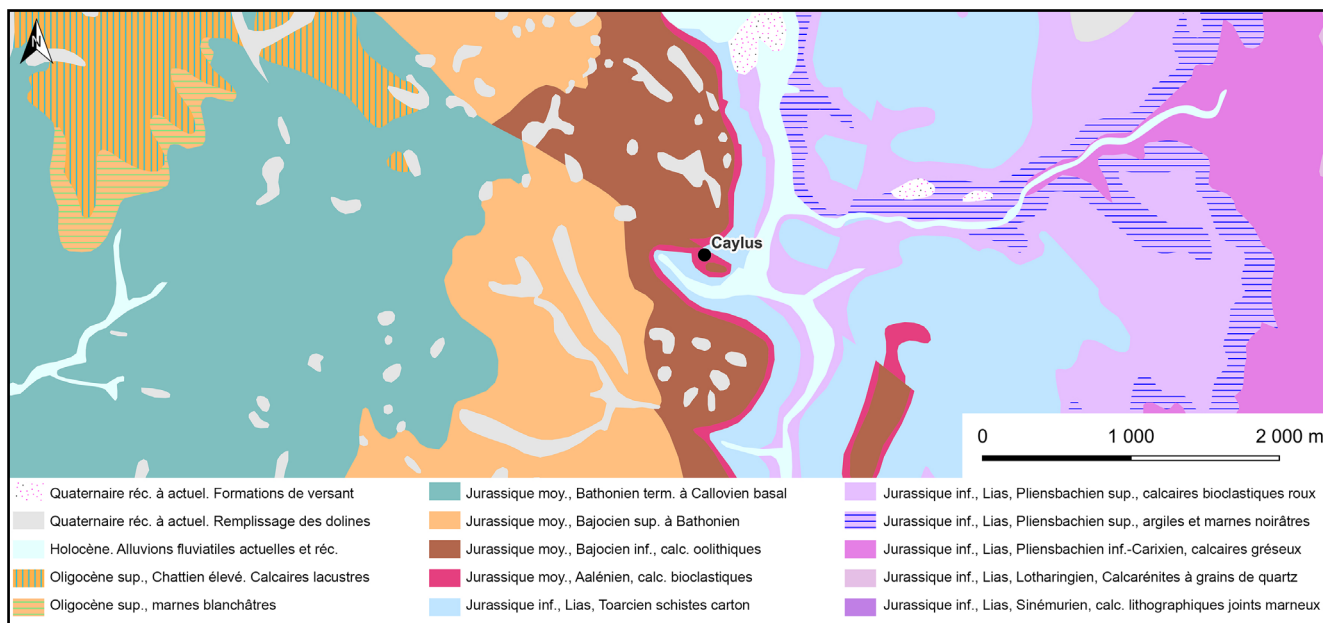 N
Caylus
0 1 000 2 000 m
Quaternaire réc. à actuel. Formations de versant
Quaternaire réc. à actuel. Remplissage des dolines
Holocène. Alluvions fluviatiles actuelles et réc.
Oligocène sup., Chattien élevé. Calcaires lacustres
Oligocène sup., marnes blanchâtres
Jurassique moy., Bathonien term. à Callovien basal
Jurassique moy., Bajocien sup. à Bathonien
Jurassique moy., Bajocien inf., calc. oolithiques
Jurassique moy., Aalénien, calc. bioclastiques
Jurassique inf., Lias, Toarcien schistes carton
Jurassique inf., Lias, Pliensbachien sup., calcaires bioclastiques roux
Jurassique inf., Lias, Pliensbachien sup., argiles et marnes noirâtres
Jurassique inf., Lias, Pliensbachien inf.-Carixien, calcaires gréseux
Jurassique inf., Lias, Lotharingien, Calcarénites à grains de quartz
Jurassique inf., Lias, Sinémurien, calc. lithographiques joints marneux